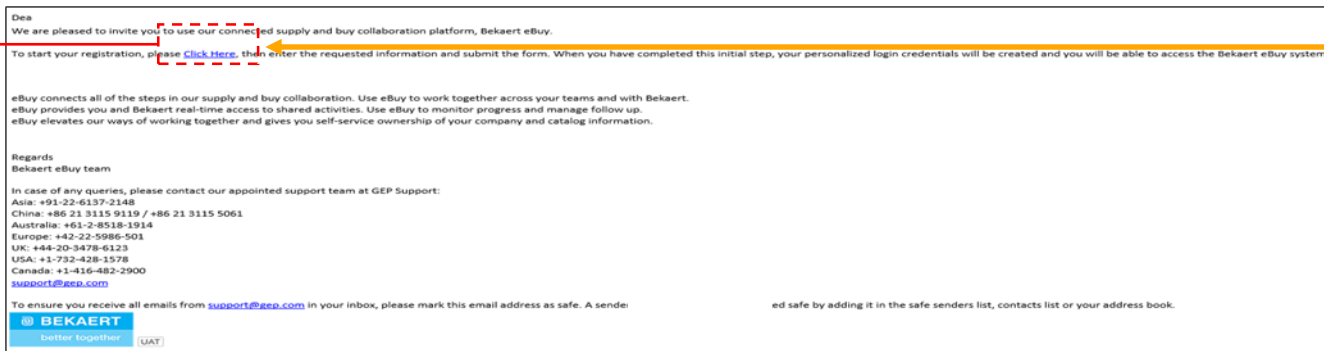 Dea
We are pleased to invite you to use our connected supply and buy collaboration platform, Bekaert eBuy.
To start your registration, please Click Here, then enter the requested information and submit the form. When you have completed this initial step, your personalized login credentials will be created and you will be able to access the Bekaert eBuy system
eBuy connects all of the steps in our supply and buy collaboration. Use eBuy to work together across your teams and with Bekaert.
eBuy provides you and Bekaert real-time access to shared activities. Use eBuy to monitor progress and manage follow up.
eBuy elevates our ways of working together and gives you self-service ownership of your company and catalog information.
Regards
Bekaert eBuy team
In case of any queries, please contact our appointed support team at GEP Support:
Asia: +91-22-6137-2148
China: +86 21 3115 9119 / +86 21 3115 5061
Australia: +61-2-8518-1914
Europe: +42-22-5986-501
UK: +44-20-3478-6123
USA: +1-732-428-1578
Canada: +1-416-482-2900
support@gep.com
To ensure you receive all emails from support@gep.com in your inbox, please mark this email address as safe. A sender ed safe by adding it in the safe senders list, contacts list or your address book.
BEKAERT
better together
UAT